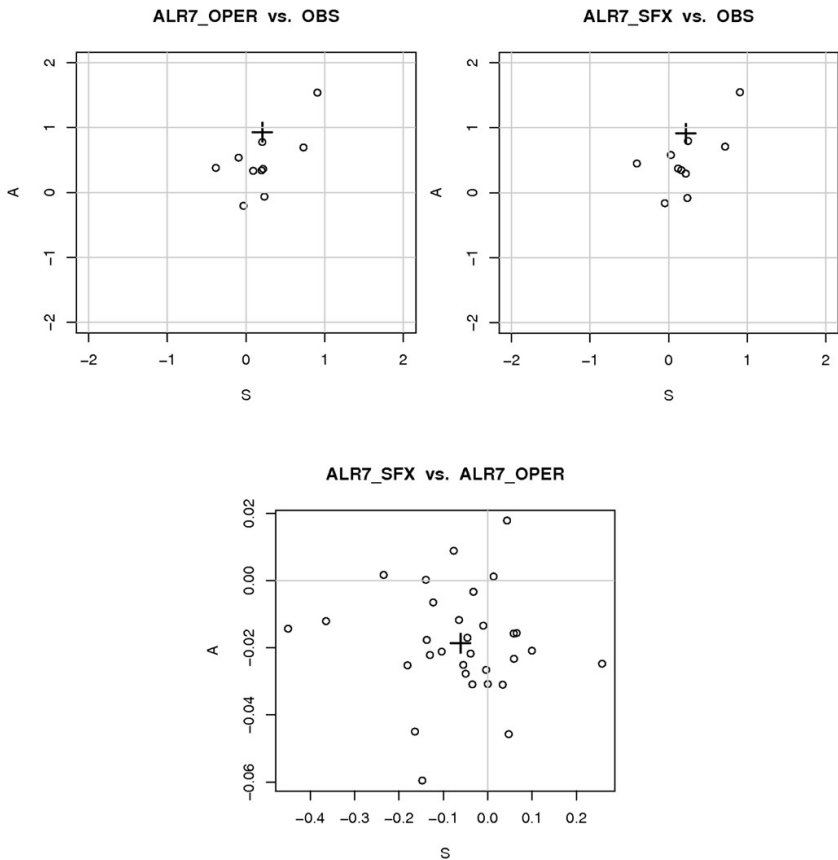 ALR7_OPER vs. OBS
2
1
0
−1
−2
A
−2 −1 0 1 2
S
ALR7_SFX vs. OBS
2
1
0
−1
−2
A
−2 −1 0 1 2
S
ALR7_SFX vs. ALR7_OPER
0.02
0.00
−0.02
−0.04
−0.06
A
−0.4 −0.3 −0.2 −0.1 0.0 0.1 0.2
S